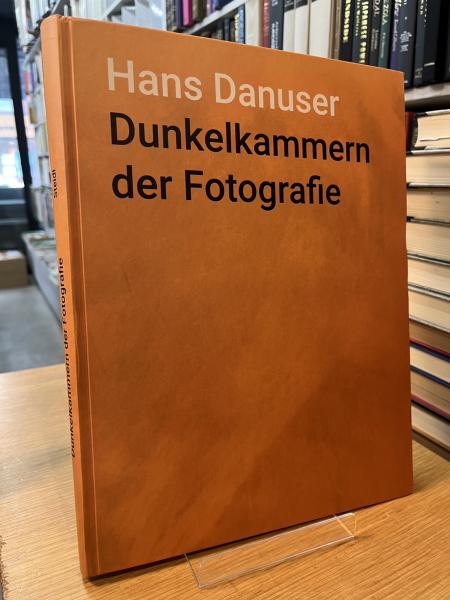 Hans Danuser
Dunkelkammern
der Fotografie
Dunkelkammern der Fotografie
Steidl